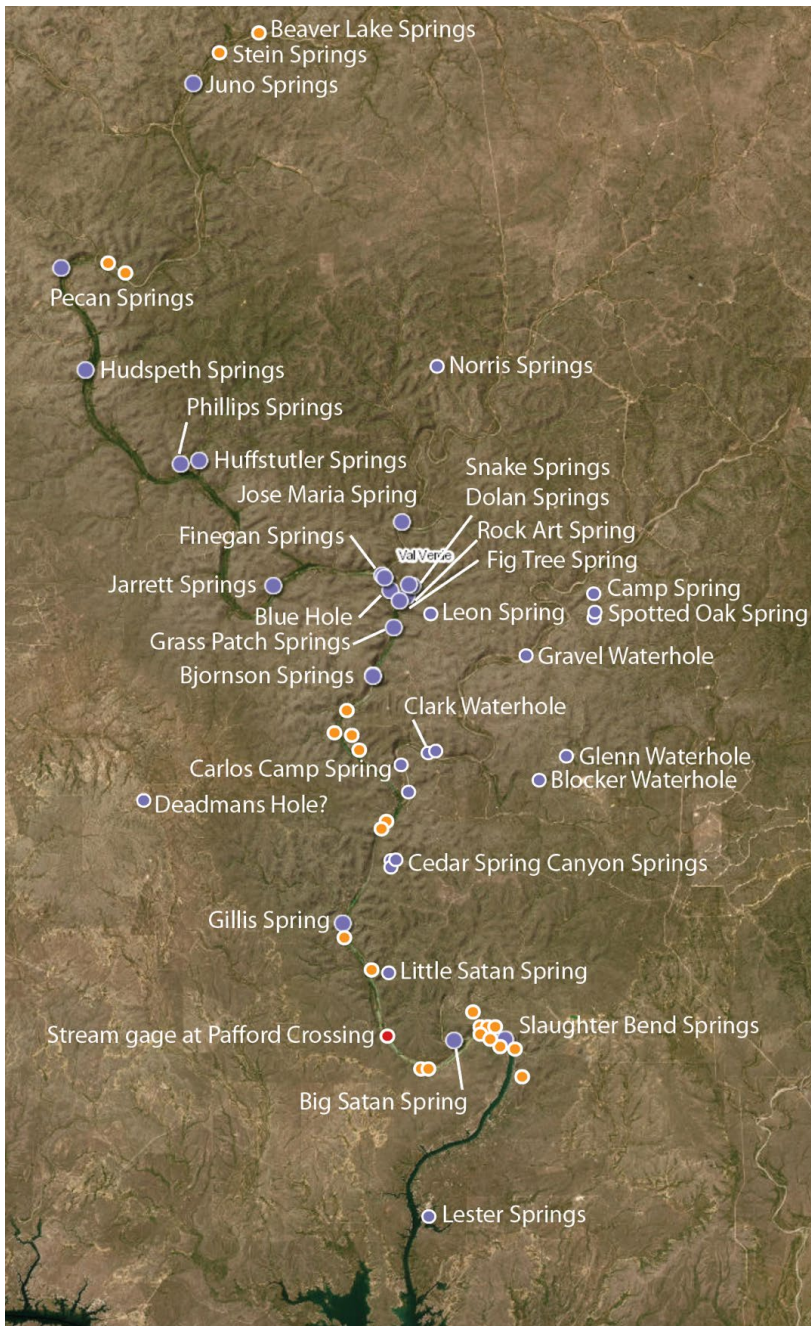 Beaver Lake Springs
Stein Springs
Juno Springs
Pecan Springs
Hudspeth Springs
Norris Springs
Phillips Springs
Huffstutler Springs
Snake Springs
Jose Maria Spring
Dolan Springs
Rock Art Spring
Finegan Springs
Val Verde
Fig Tree Spring
Jarrett Springs
Camp Spring
Blue Hole
Leon Spring
Spotted Oak Spring
Grass Patch Springs
Gravel Waterhole
Bjornson Springs
Clark Waterhole
Glenn Waterhole
Carlos Camp Spring
Blocker Waterhole
Deadmans Hole?
Cedar Spring Canyon Springs
Gillis Spring
Little Satan Spring
Slaughter Bend Springs
Stream gage at Pafford Crossing
Big Satan Spring
Lester Springs